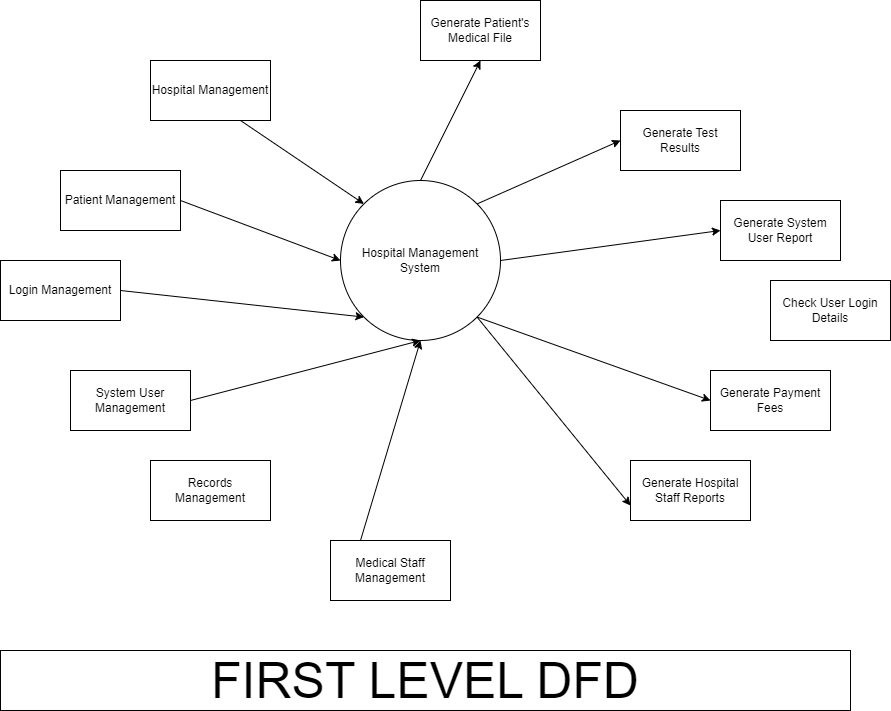 Generate Patient's
Medical File
Hospital Management
Generate Test
Results
Patient Management
Generate System
User Report
Hospital Management
System
Login Management
Check User Login
Details
System User
Management
Generate Payment
Fees
Records
Management
Generate Hospital
Staff Reports
Medical Staff
Management
FIRST LEVEL DFD